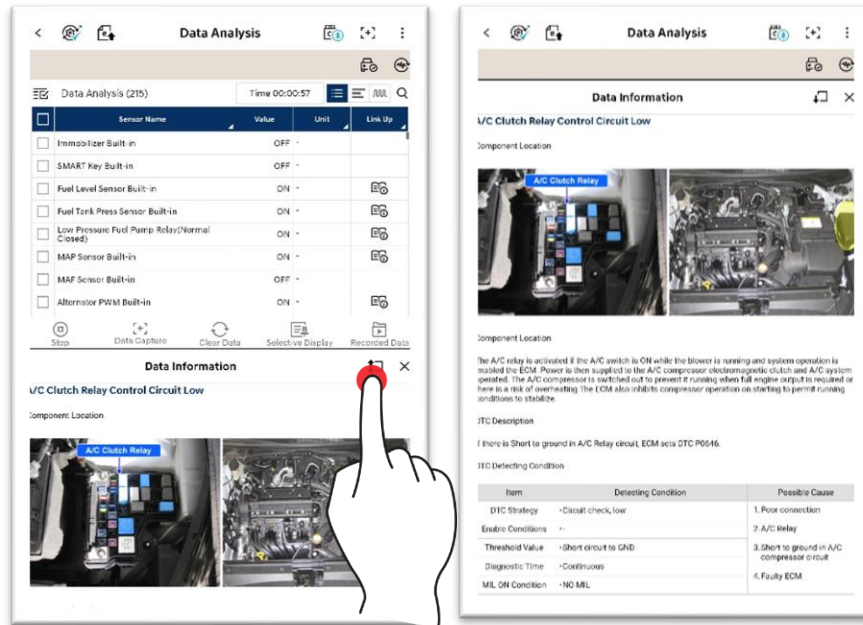 Data Analysis
Data Analysis (215)
Time 00:00:57
Sensor Name Value Unit Link Up
Immobilizer Built-in OFF -
SMART Key Built-in OFF -
Fuel Level Sensor Built-in ON -
Fuel Tank Press Sensor Built-in ON -
Low Pressure Fuel Pump Relay(Normal
Closed) ON -
MAP Sensor Built-in ON -
MAF Sensor Built-in OFF -
Alternator PWM Built-in ON -
Stop Data Capture Clear Data Selective Display Recorded Data
Data Information
A/C Clutch Relay Control Circuit Low
Component Location
A/C Clutch Relay
Data Analysis
Data Information
A/C Clutch Relay Control Circuit Low
Component Location
A/C Clutch Relay
Component Location
The A/C relay is activated if the A/C switch is ON while the blower is running and system operation is
enabled the ECM. Power is then supplied to the A/C compressor electromagnetic clutch and A/C system
operated. The A/C compressor is switched out to prevent it running when full engine output is required or
there is a risk of overheating The ECM also inhibits compressor operation on starting to permit running
conditions to stabilize.
DTC Description
f there is Short to ground in A/C Relay circuit, ECM sets DTC P0646.
DTC Detecting Condition
Item Detecting Condition Possible Cause
DTC Strategy •Circuit check, low
Enable Conditions •-
Threshold Value •Short circuit to GND
Diagnostic Time •Continuous
MIL ON Condition •NO MIL
1. Poor connection
2. A/C Relay
3. Short to ground in A/C
compressor circuit
4. Faulty ECM